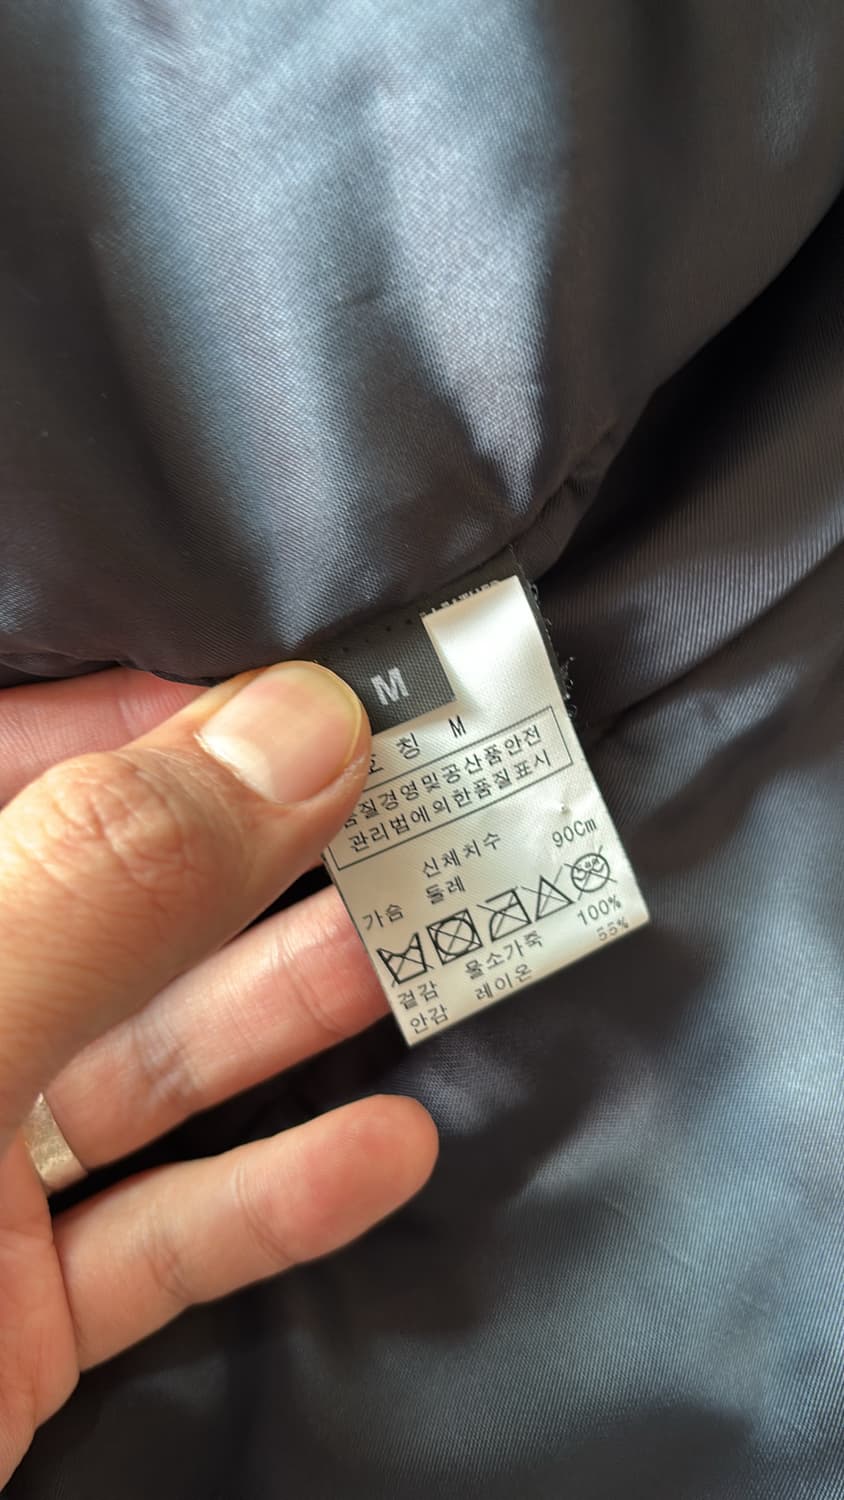 M
호 칭 M
품질경영및공산품안전
관리법에의한품질표시
신체치수 90Cm
가슴 둘레
겉감 물소가죽 100%
안감 레이온 55%